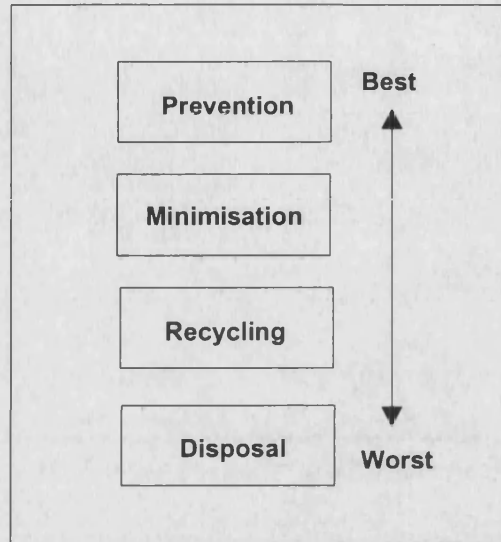 Prevention
Best
Minimisation
Recycling
Disposal
Worst